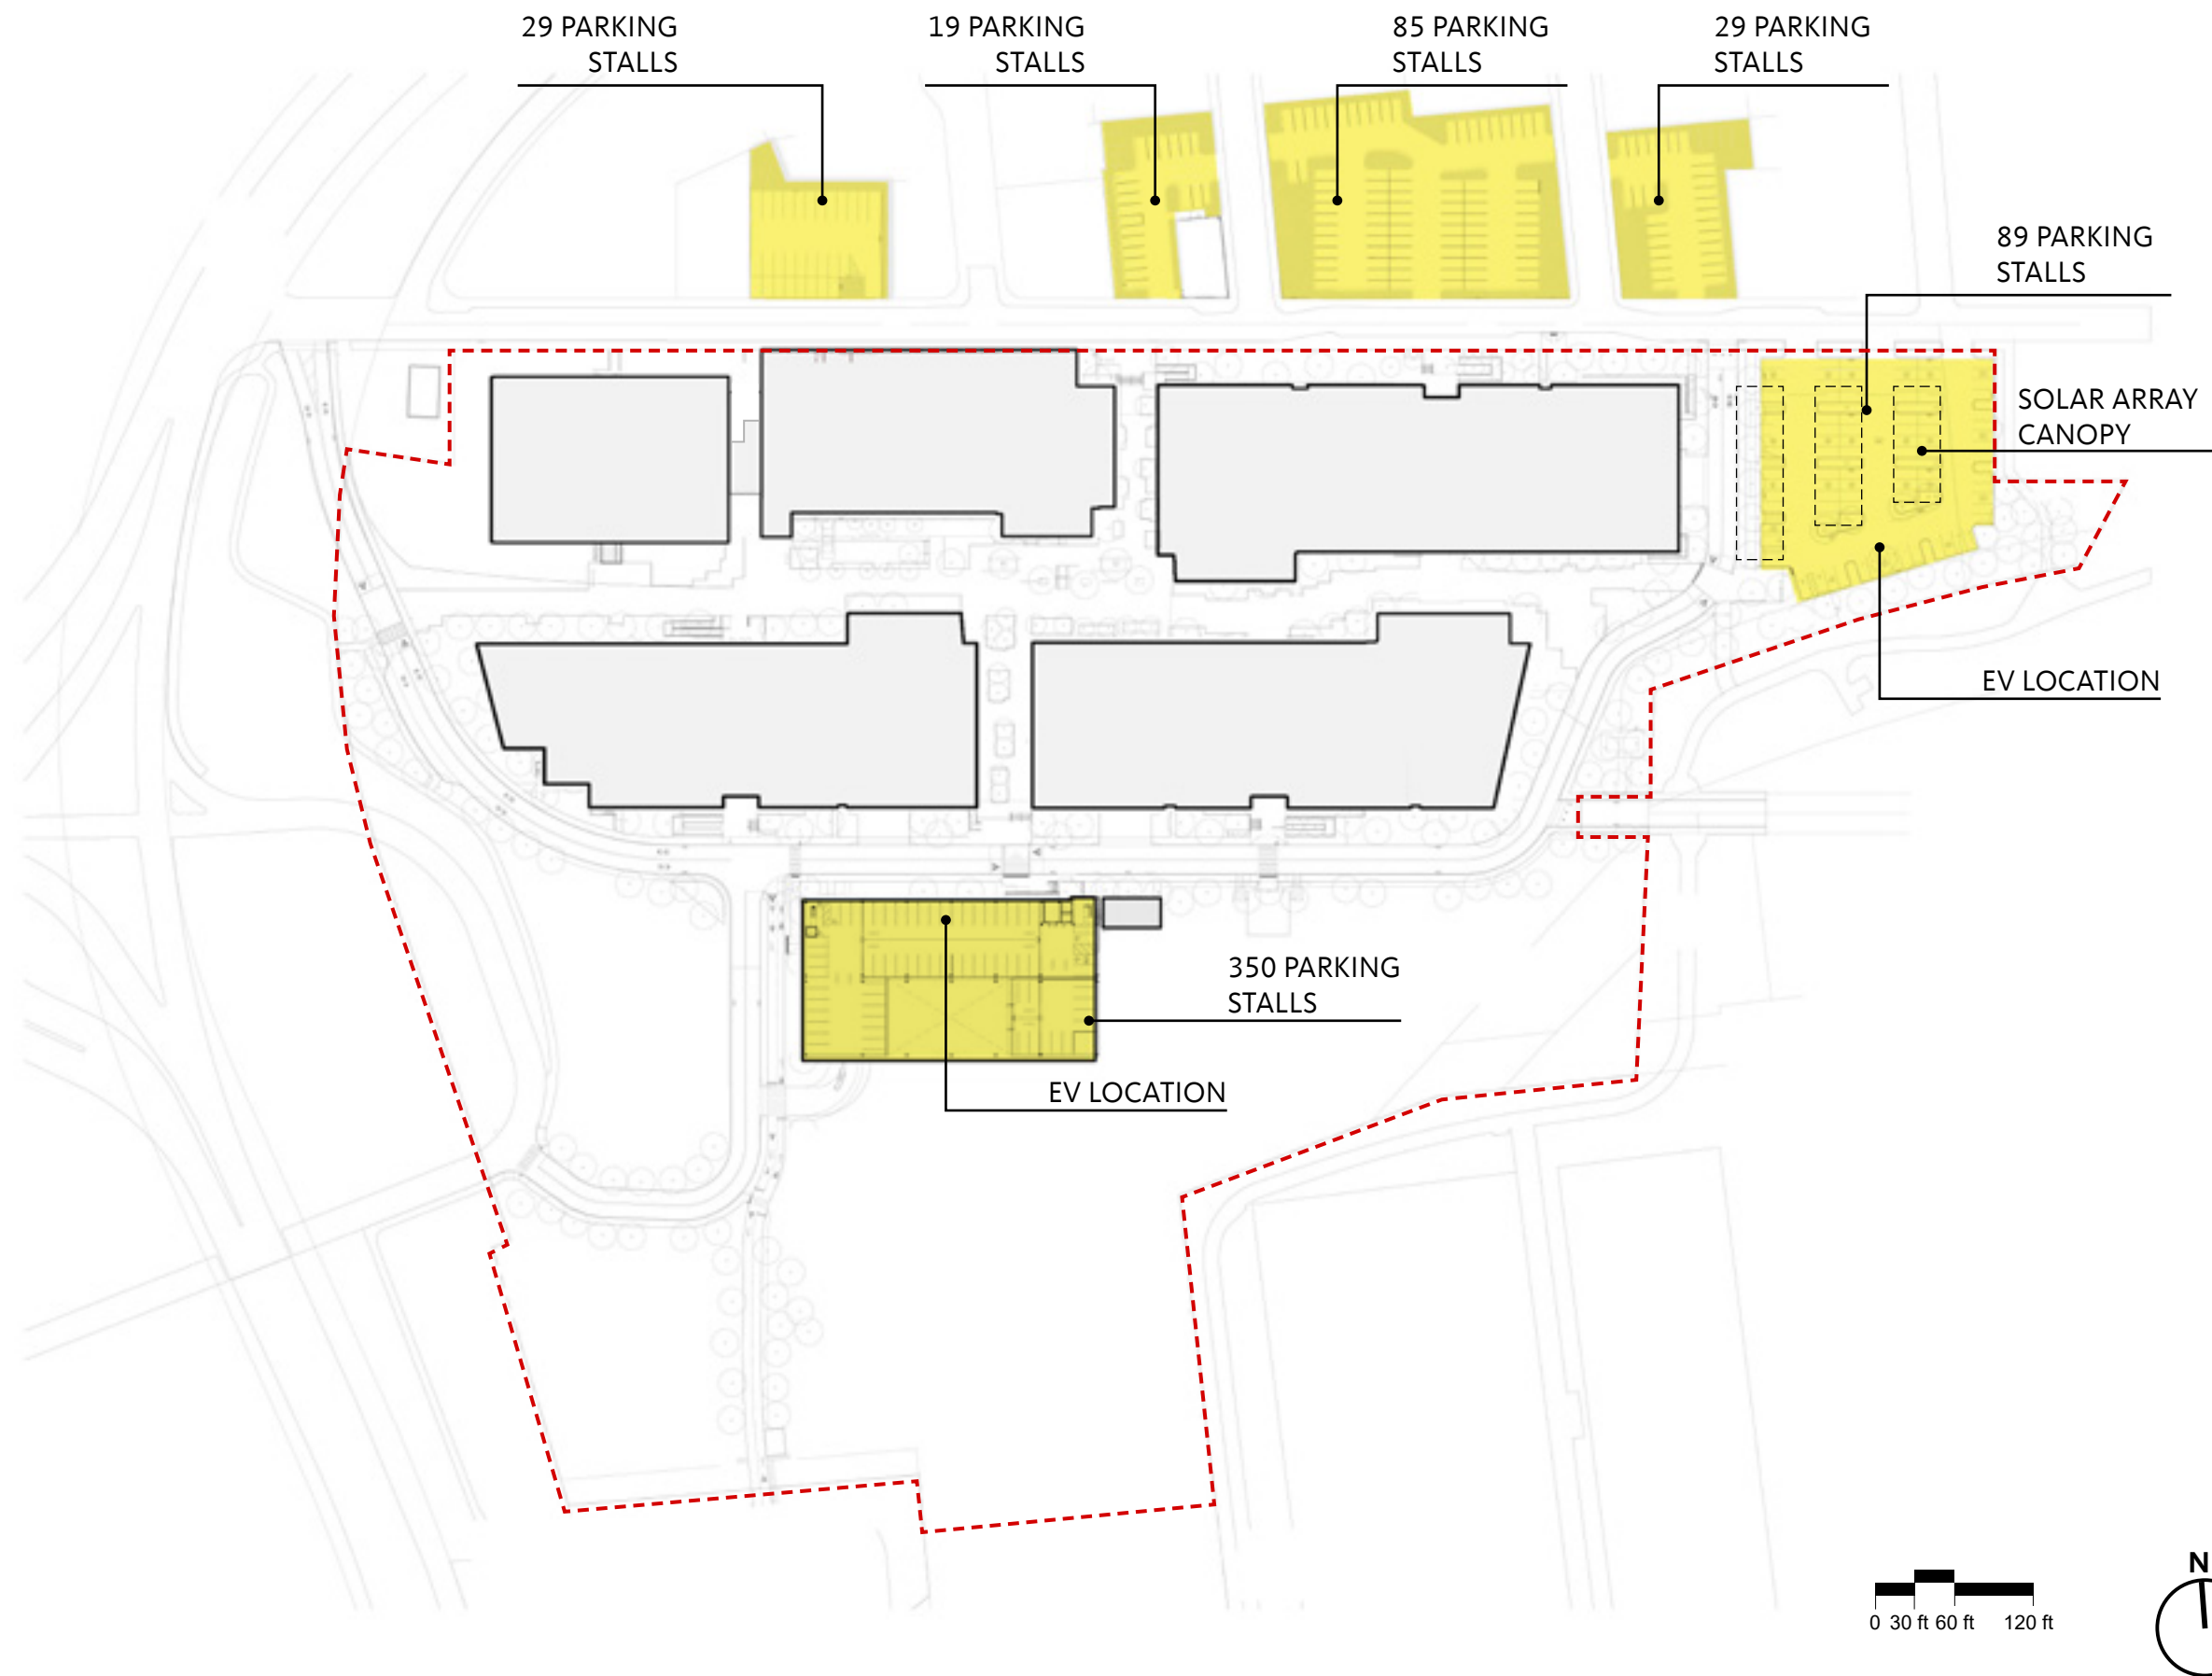 29 PARKING
STALLS
19 PARKING
STALLS
85 PARKING
STALLS
29 PARKING
STALLS
89 PARKING
STALLS
SOLAR ARRAY
CANOPY
EV LOCATION
350 PARKING
STALLS
EV LOCATION
N
0 30 ft 60 ft 120 ft